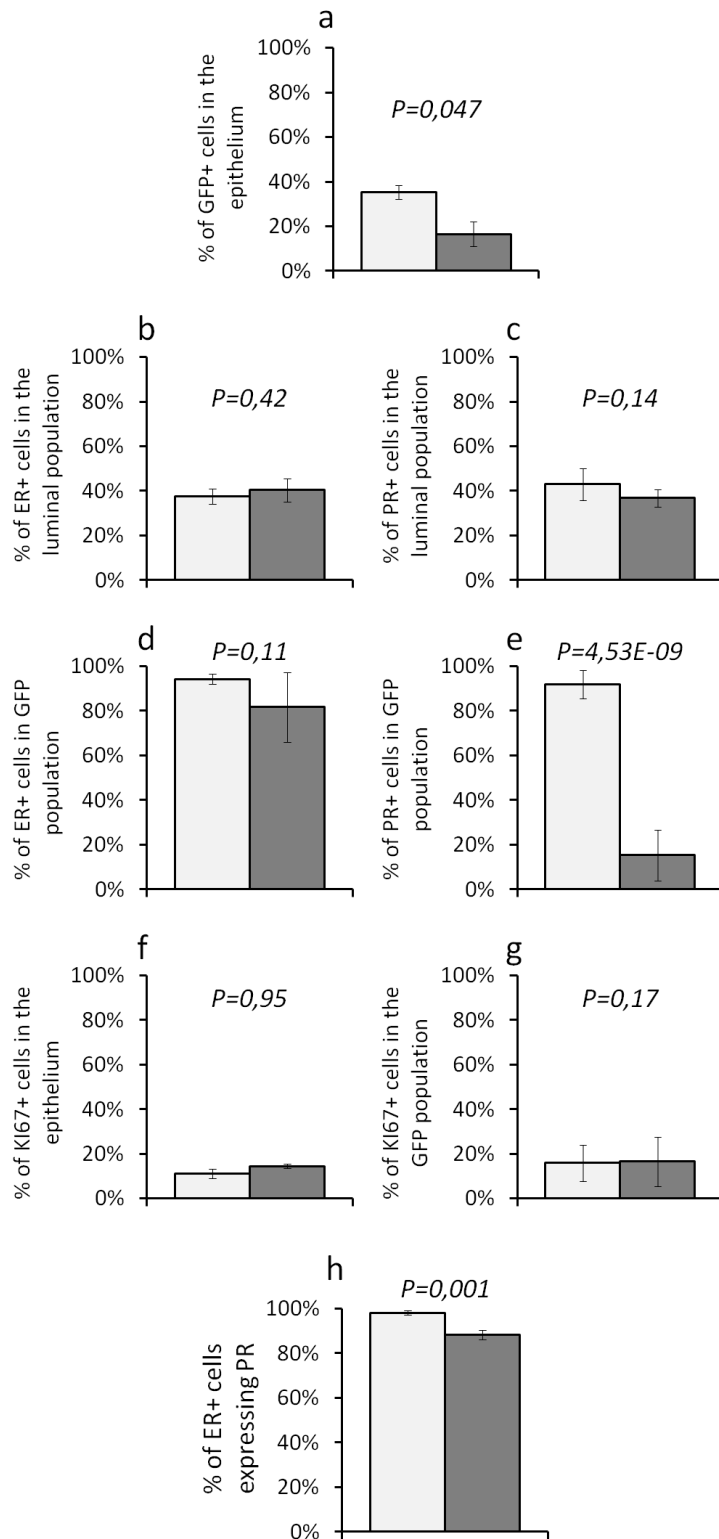 a
% of GFP+ cells in the
epithelium
100%
80%
60%
40%
20%
0%
P=0,047
b
% of ER+ cells in the
luminal population
100%
80%
60%
40%
20%
0%
P=0,42
c
% of PR+ cells in the
luminal population
100%
80%
60%
40%
20%
0%
P=0,14
d
% of ER+ cells in GFP
population
100%
80%
60%
40%
20%
0%
P=0,11
e
% of PR+ cells in GFP
population
100%
80%
60%
40%
20%
0%
P=4,53E-09
f
% of KI67+ cells in the
epithelium
100%
80%
60%
40%
20%
0%
P=0,95
g
% of KI67+ cells in the
GFP population
100%
80%
60%
40%
20%
0%
P=0,17
h
% of ER+ cells
expressing PR
100%
80%
60%
40%
20%
0%
P=0,001